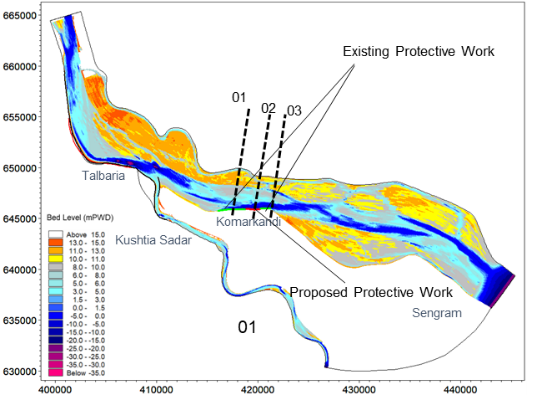 665000
660000
655000
650000
645000
640000
635000
630000
Existing Protective Work
01
02
03
Talbaria
Komarkandi
Kushtia Sadar
Proposed Protective Work
Sengram
01
Bed Level (mPWD)
Above 15.0
13.0 - 15.0
11.0 - 13.0
10.0 - 11.0
8.0 - 10.0
6.0 - 8.0
5.0 - 6.0
3.0 - 5.0
1.5 - 3.0
0.0 - 1.5
-5.0 - 0.0
-10.0 - -5.0
-15.0 - -10.0
-20.0 - -15.0
-25.0 - -20.0
-30.0 - -25.0
-35.0 - -30.0
Below -35.0
400000 410000 420000 430000 440000